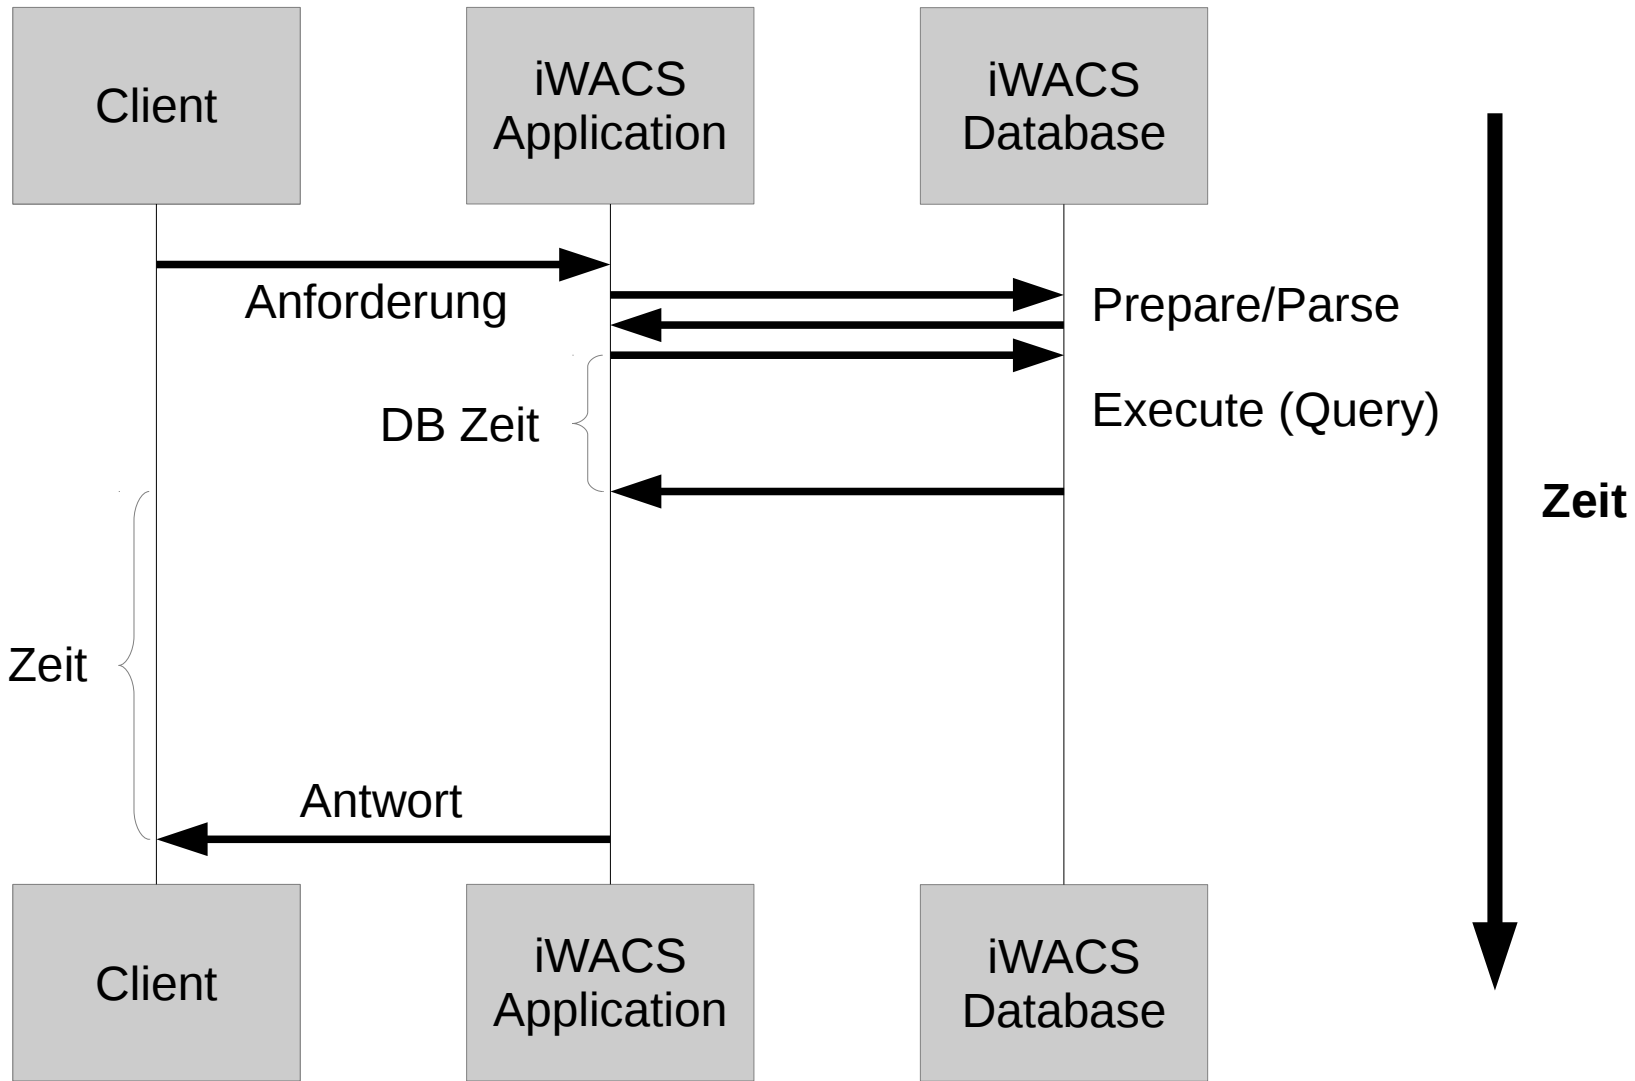 Client
iWACS
Application
iWACS
Database
Anforderung
Prepare/Parse
DB Zeit
Execute (Query)
Zeit
Zeit
Antwort
Client
iWACS
Application
iWACS
Database